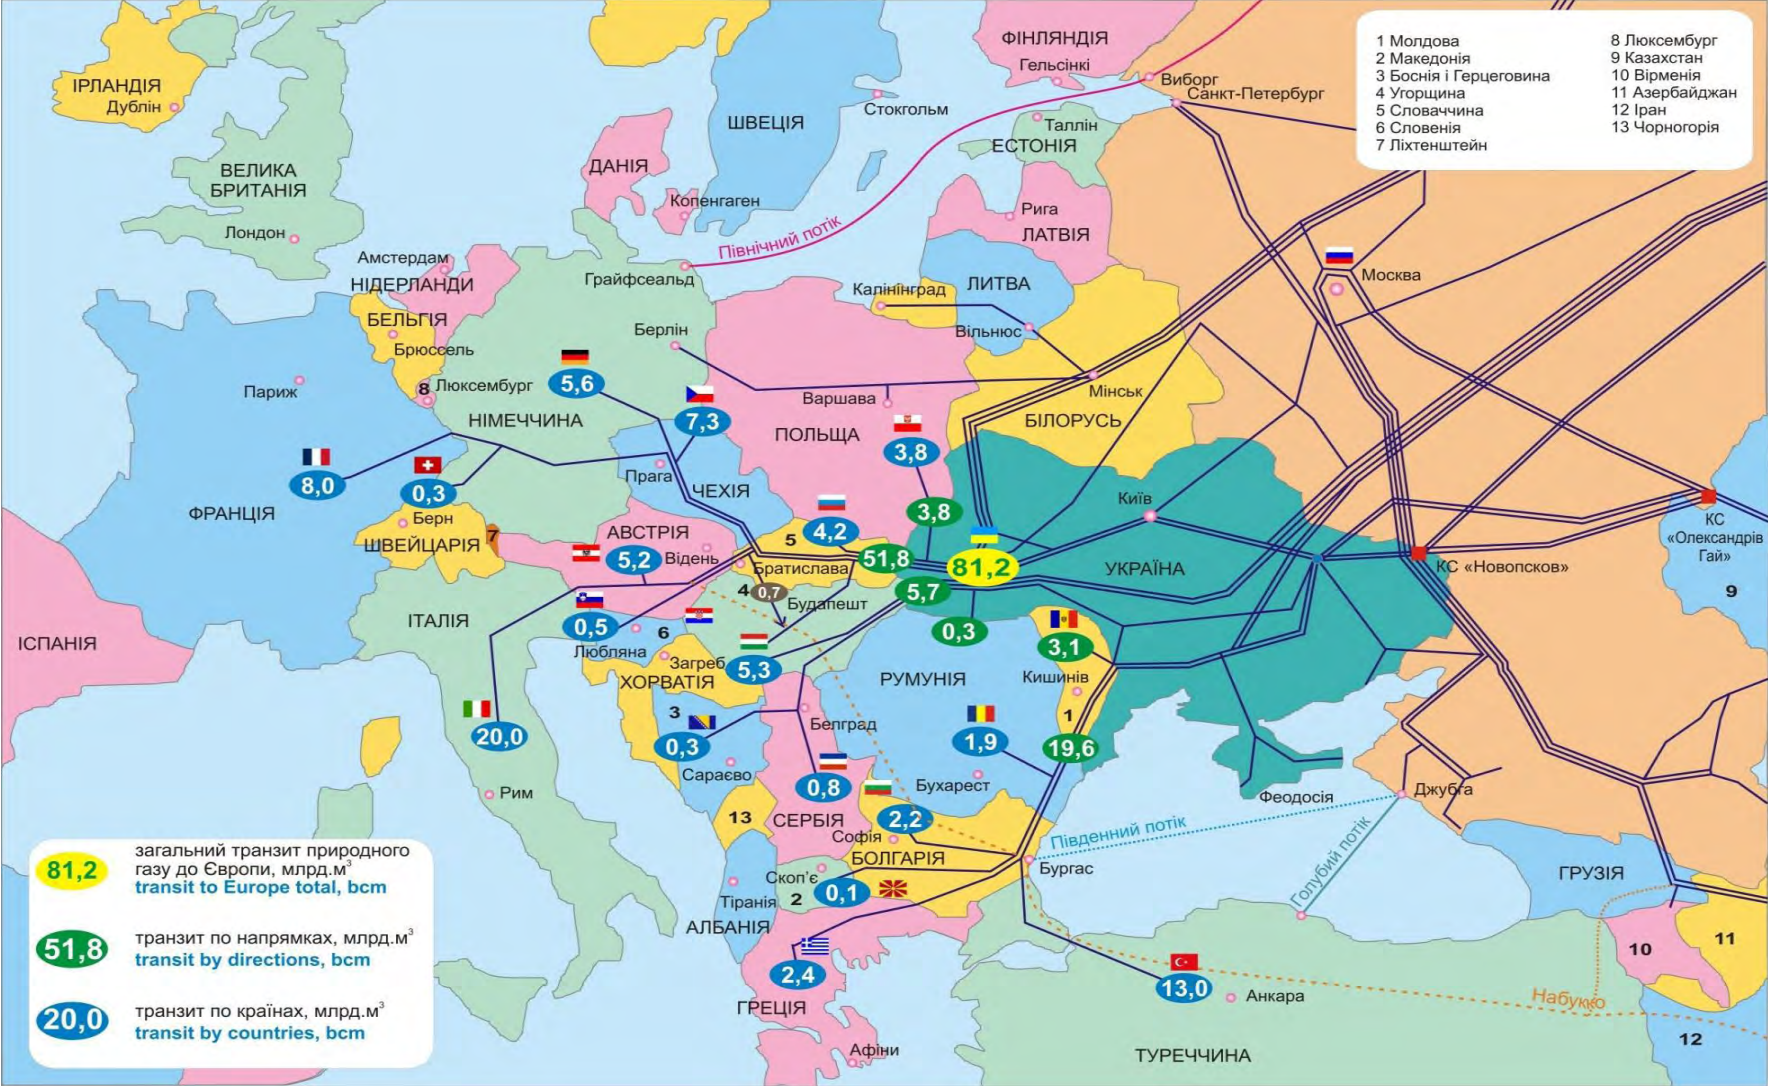 1 Молдова
2 Македонія
3 Боснія і Герцеговина
4 Угорщина
5 Словаччина
6 Словенія
7 Ліхтенштейн
8 Люксембург
9 Казахстан
10 Вірменія
11 Азербайджан
12 Іран
13 Чорногорія
ІРЛАНДІЯ
Дублін
ВЕЛИКА
БРИТАНІЯ
Лондон
ФІНЛЯНДІЯ
Гельсінкі
Виборг
Санкт-Петербург
Стокгольм
ШВЕЦІЯ
Таллін
ЕСТОНІЯ
ДАНІЯ
Копенгаген
Рига
ЛАТВІЯ
Північний потік
Амстердам
НІДЕРЛАНДИ
Грайфсеальд
Калінінград
ЛИТВА
Вільнюс
Москва
БЕЛЬГІЯ
Брюссель
Берлін
5,6
8
Люксембург
Париж
НІМЕЧЧИНА
7,3
Варшава
ПОЛЬЩА
3,8
Мінськ
БІЛОРУСЬ
8,0
0,3
Прага
ЧЕХІЯ
ФРАНЦІЯ
Берн
ШВЕЙЦАРІЯ
7
АВСТРІЯ
5,2
Відень
5
4,2
3,8
Київ
51,8
81,2
УКРАЇНА
КС «Новопсков»
КС
«Олександрів
Гай»
9
Братислава
4
0,7
Будапешт
5,7
ІТАЛІЯ
0,5
6
Любляна
Загреб
ХОРВАТІЯ
5,3
0,3
3,1
ІСПАНІЯ
РУМУНІЯ
Кишинів
1
20,0
3
0,3
Белград
1,9
19,6
Сараєво
0,8
Бухарест
Рим
13
СЕРБІЯ
2,2
Софія
БОЛГАРІЯ
Південний потік
Феодосія
Джубга
Бургас
Голубий потік
ГРУЗІЯ
Скоп'є
2
0,1
Тіранія
АЛБАНІЯ
10
11
2,4
ГРЕЦІЯ
13,0
Анкара
Набукко
12
Афіни
ТУРЕЧЧИНА
81,2
загальний транзит природного
газу до Європи, млрд.м³
transit to Europe total, bcm
51,8
транзит по напрямках, млрд.м³
transit by directions, bcm
20,0
транзит по країнах, млрд.м³
transit by countries, bcm